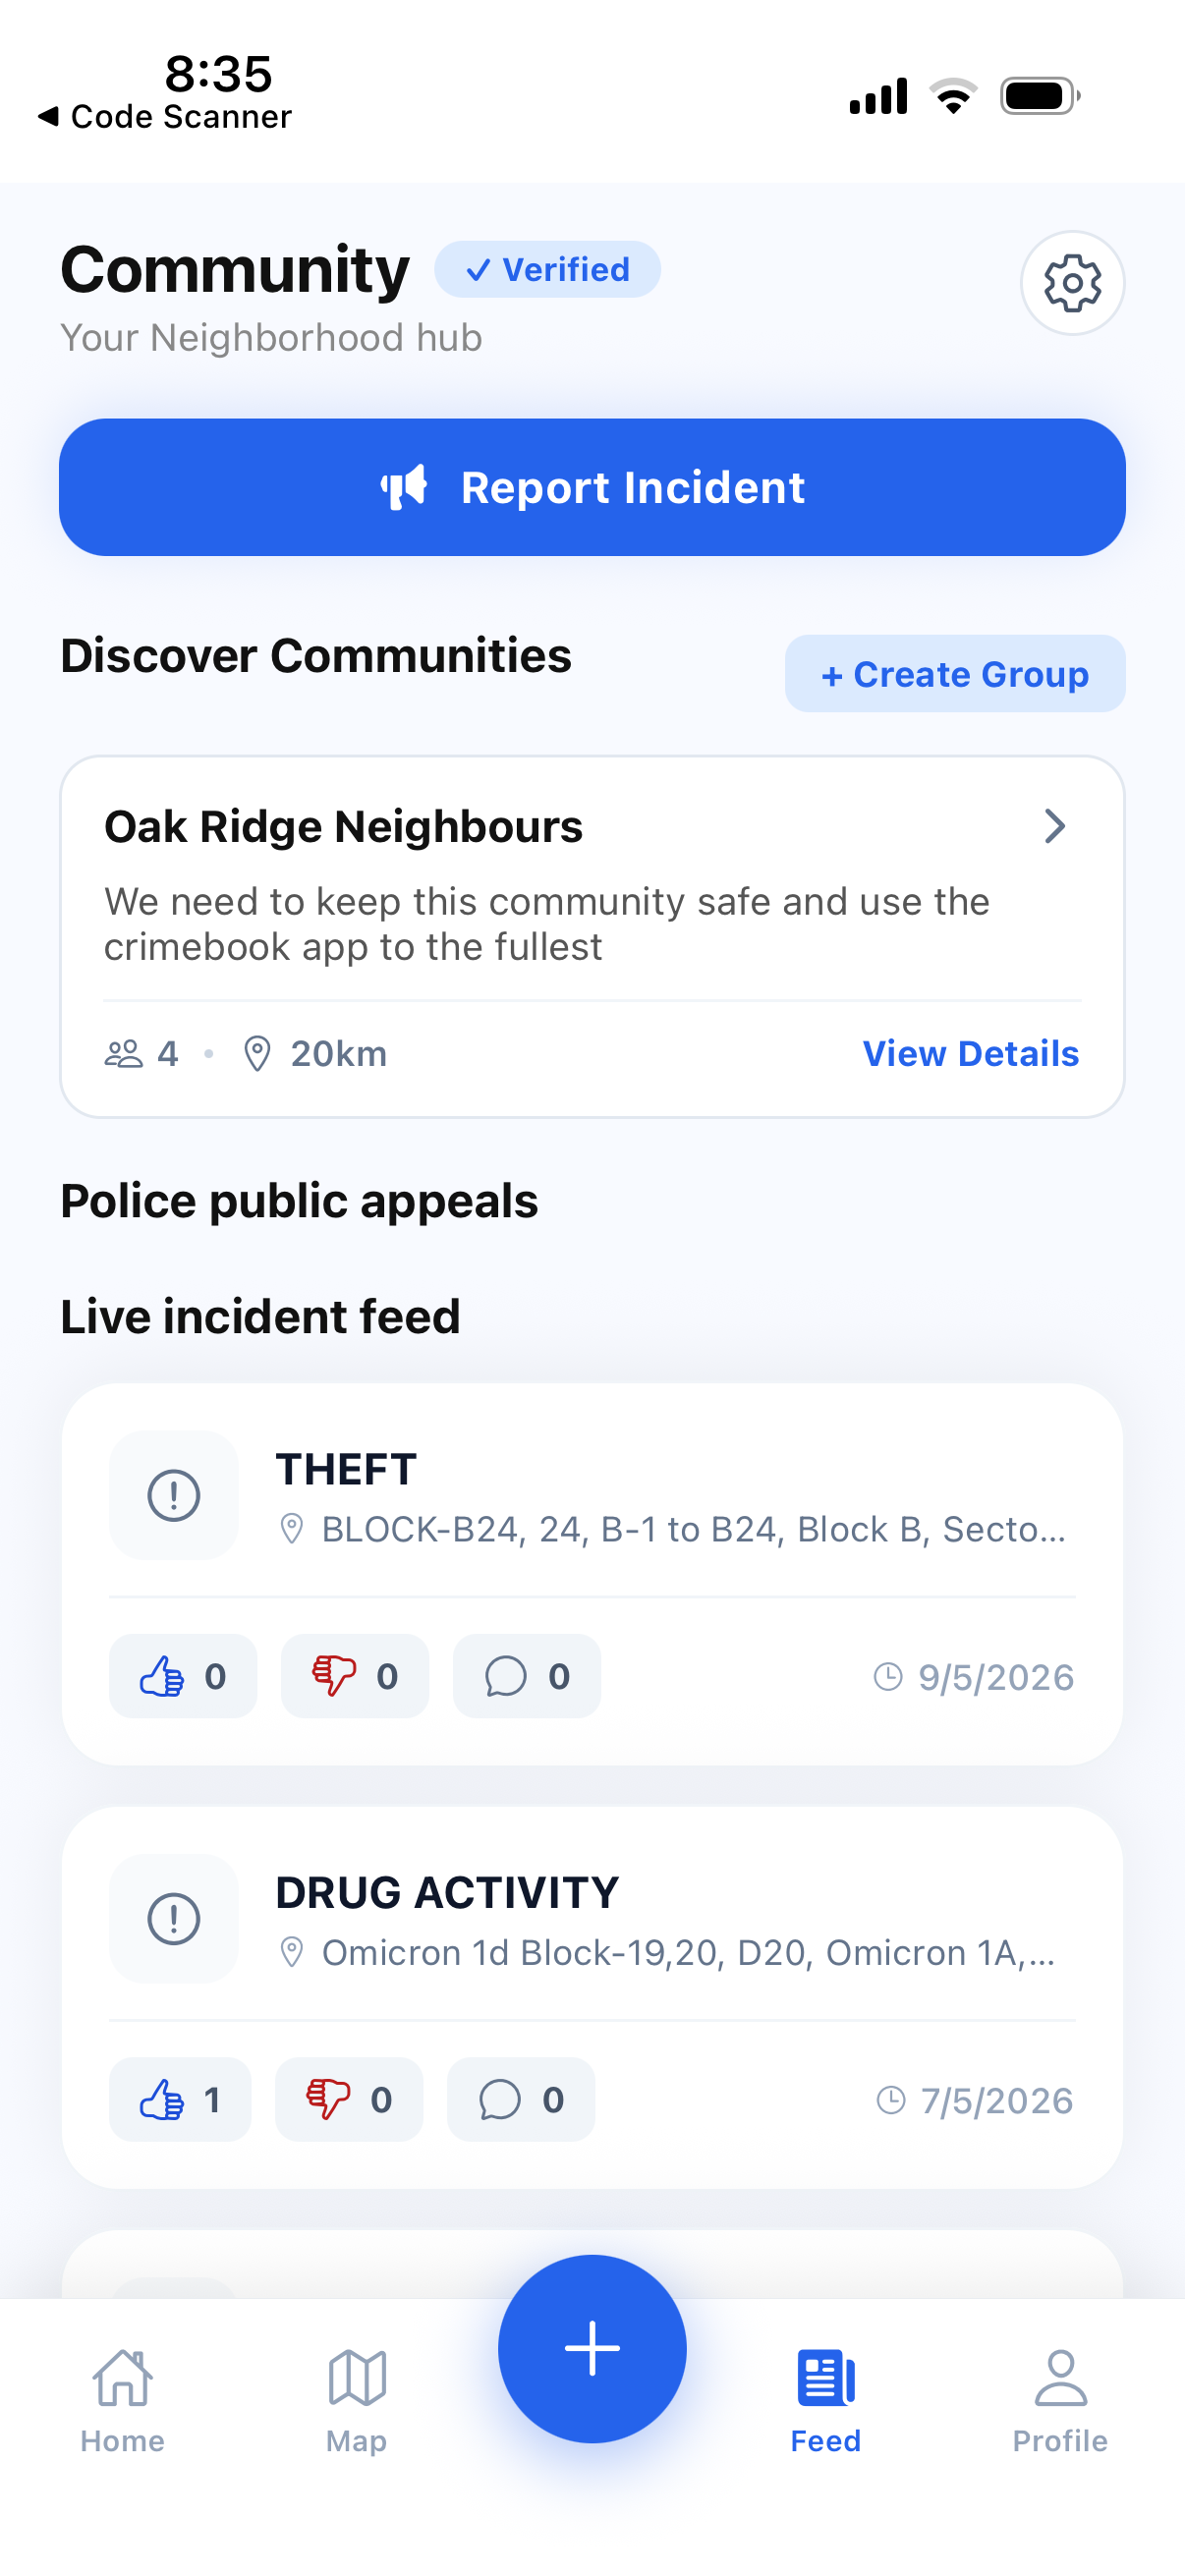 8:35
◀ Code Scanner
Community
✓ Verified
Your Neighborhood hub
Report Incident
Discover Communities
+ Create Group
Oak Ridge Neighbours
We need to keep this community safe and use the
crimebook app to the fullest
4 • 20km
View Details
Police public appeals
Live incident feed
THEFT
BLOCK-B24, 24, B-1 to B24, Block B, Secto...
0 0 0 9/5/2026
DRUG ACTIVITY
Omicron 1d Block-19,20, D20, Omicron 1A,...
1 0 0 7/5/2026
Home Map Feed Profile